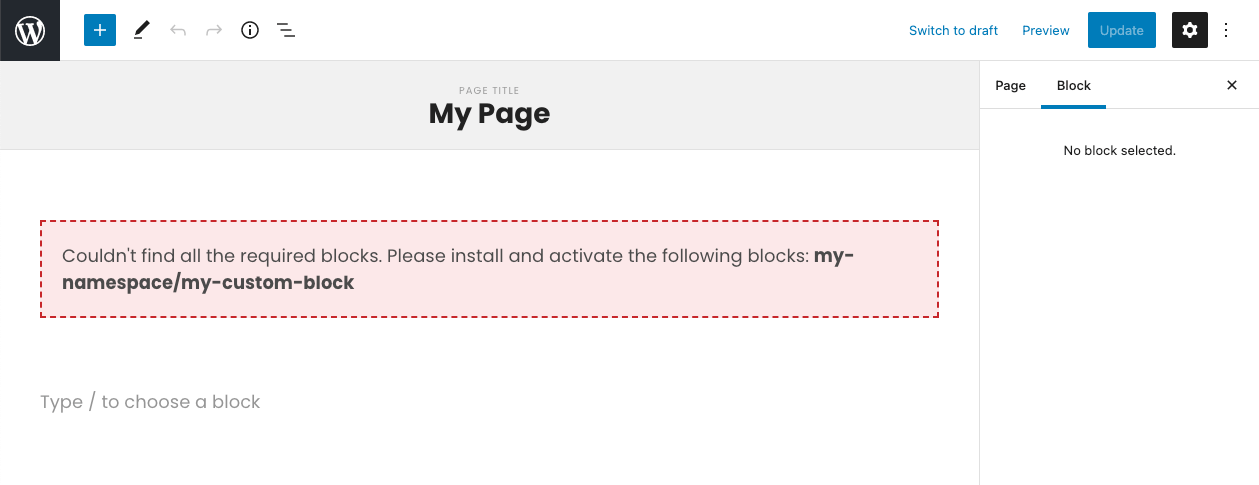 Switch to draft
Preview
Update
PAGE TITLE
My Page
Page
Block
No block selected.
Couldn't find all the required blocks. Please install and activate the following blocks: my-
namespace/my-custom-block
Type / to choose a block